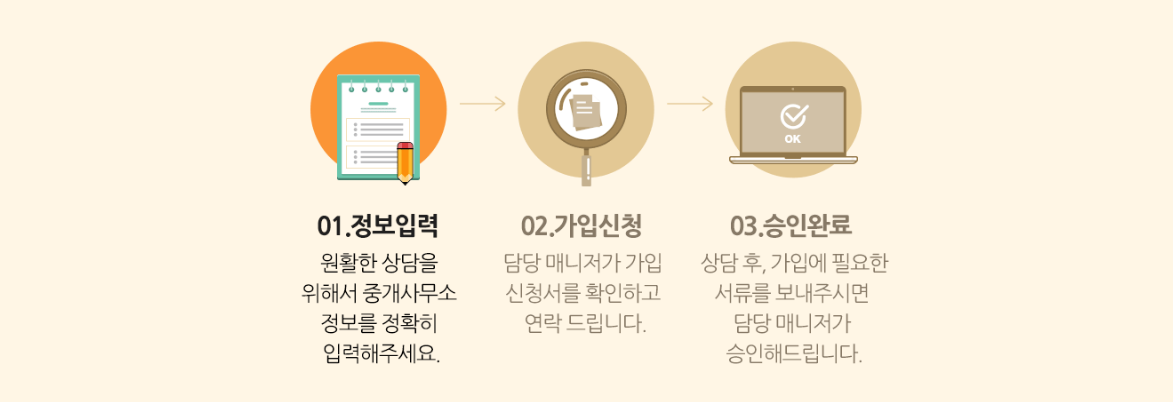 OK
01.정보입력
원활한 상담을
위해서 중개사무소
정보를 정확히
입력해주세요.
02.가입신청
담당 매니저가 가입
신청서를 확인하고
연락 드립니다.
03.승인완료
상담 후, 가입에 필요한
서류를 보내주시면
담당 매니저가
승인해드립니다.